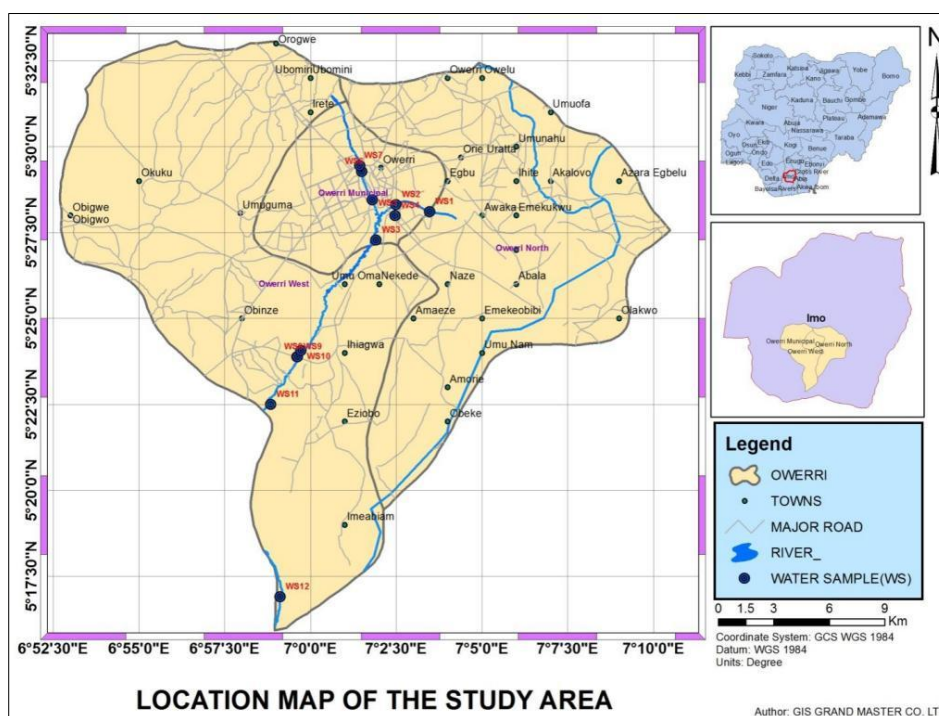 Orogwe
Ubomini Ubomini
Owerri Owelu
Irete
Umuofa
Umunahu
WS7
Owerri
Orie Uratta
Okuku
Egbu
Ihite
Akalovo
Azara Egbelu
Owerri Municipal
WS2
WS1
Obigwe
Obigwo
Umuguma
Awaka
Emekukwu
WS3
Owerri North
Owerri West
Umu Oma
Nekede
Naze
Abala
Obinze
Amaeze
Emekeobibi
Olakwo
WS9
WS10
Ihiagwa
Umu Nam
Amorie
WS11
Eziobo
Obeke
Imeabiam
WS12
5°32'30"N
5°30'0"N
5°27'30"N
5°25'0"N
5°22'30"N
5°20'0"N
5°17'30"N
6°52'30"E
6°55'0"E
6°57'30"E
7°0'0"E
7°2'30"E
7°5'0"E
7°7'30"E
7°10'0"E
N
Sokoto
Katsina
Jigawa
Yobe
Borno
Kebbi
Zamfara
Kano
Kaduna
Bauchi
Gombe
Niger
Adamawa
Plateau
Kwara
Abuja
Nassarawa
Taraba
Oyo
Kogi
Benue
Ogun
Ondo
Lagos
Edo
Enugu
Ebonyi
Delta
Cross River
Bayelsa
Imo
Owerri Municipal
Owerri North
Owerri West
Legend
OWERRI
TOWNS
MAJOR ROAD
RIVER_
WATER SAMPLE(WS)
0 1.5 3 6 9
Km
Coordinate System: GCS WGS 1984
Datum: WGS 1984
Units: Degree
LOCATION MAP OF THE STUDY AREA
Author: GIS GRAND MASTER CO. LT